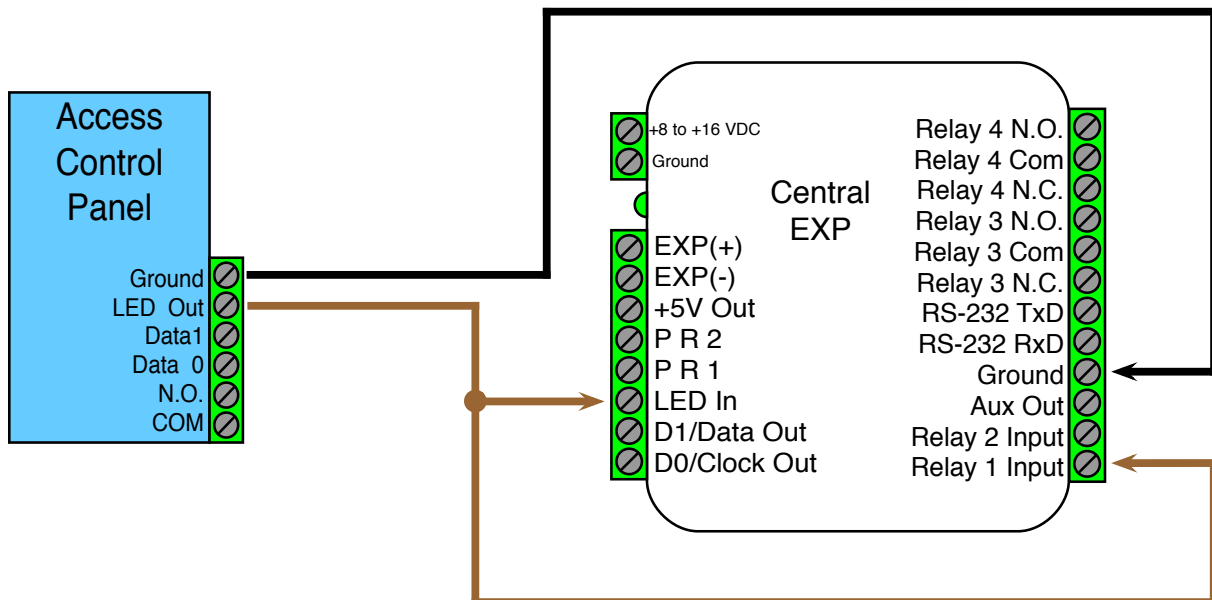 Access
Control
Panel
Ground
LED Out
Data1
Data 0
N.O.
COM
+8 to +16 VDC
Ground
Central
EXP
EXP(+)
EXP(-)
+5V Out
P R 2
P R 1
LED In
D1/Data Out
D0/Clock Out
Relay 4 N.O.
Relay 4 Com
Relay 4 N.C.
Relay 3 N.O.
Relay 3 Com
Relay 3 N.C.
RS-232 TxD
RS-232 RxD
Ground
Aux Out
Relay 2 Input
Relay 1 Input